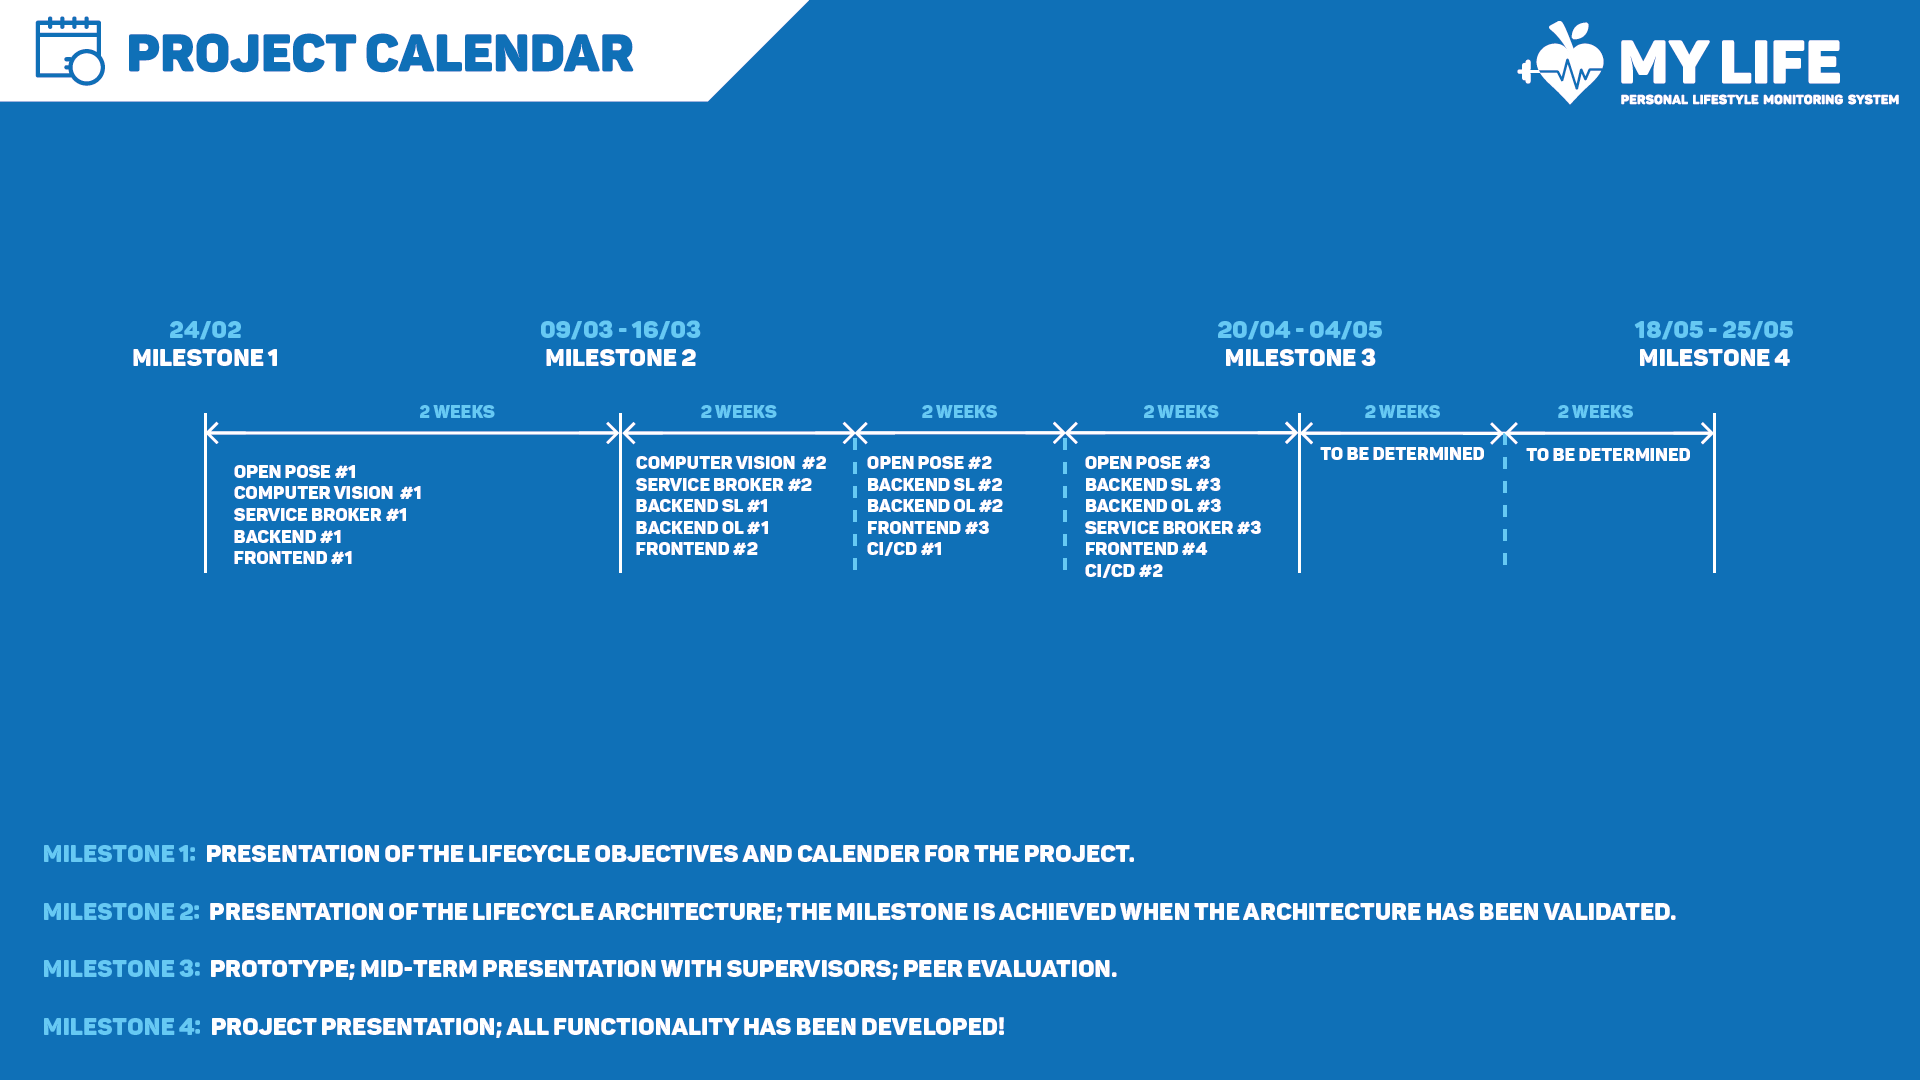 PROJECT CALENDAR
MY LIFE
PERSONAL LIFESTYLE MONITORING SYSTEM
24/02
MILESTONE 1
09/03 - 16/03
MILESTONE 2
20/04 - 04/05
MILESTONE 3
18/05 - 25/05
MILESTONE 4
2 WEEKS
OPEN POSE #1
COMPUTER VISION #1
SERVICE BROKER #1
BACKEND #1
FRONTEND #1
2 WEEKS
COMPUTER VISION #2
SERVICE BROKER #2
BACKEND SL #1
BACKEND OL #1
FRONTEND #2
2 WEEKS
OPEN POSE #2
BACKEND SL #2
BACKEND OL #2
FRONTEND #3
CI/CD #1
2 WEEKS
OPEN POSE #3
BACKEND SL #3
BACKEND OL #3
SERVICE BROKER #3
FRONTEND #4
CI/CD #2
2 WEEKS
TO BE DETERMINED
2 WEEKS
TO BE DETERMINED
MILESTONE 1: PRESENTATION OF THE LIFECYCLE OBJECTIVES AND CALENDER FOR THE PROJECT.
MILESTONE 2: PRESENTATION OF THE LIFECYCLE ARCHITECTURE; THE MILESTONE IS ACHIEVED WHEN THE ARCHITECTURE HAS BEEN VALIDATED.
MILESTONE 3: PROTOTYPE; MID-TERM PRESENTATION WITH SUPERVISORS; PEER EVALUATION.
MILESTONE 4: PROJECT PRESENTATION; ALL FUNCTIONALITY HAS BEEN DEVELOPED!